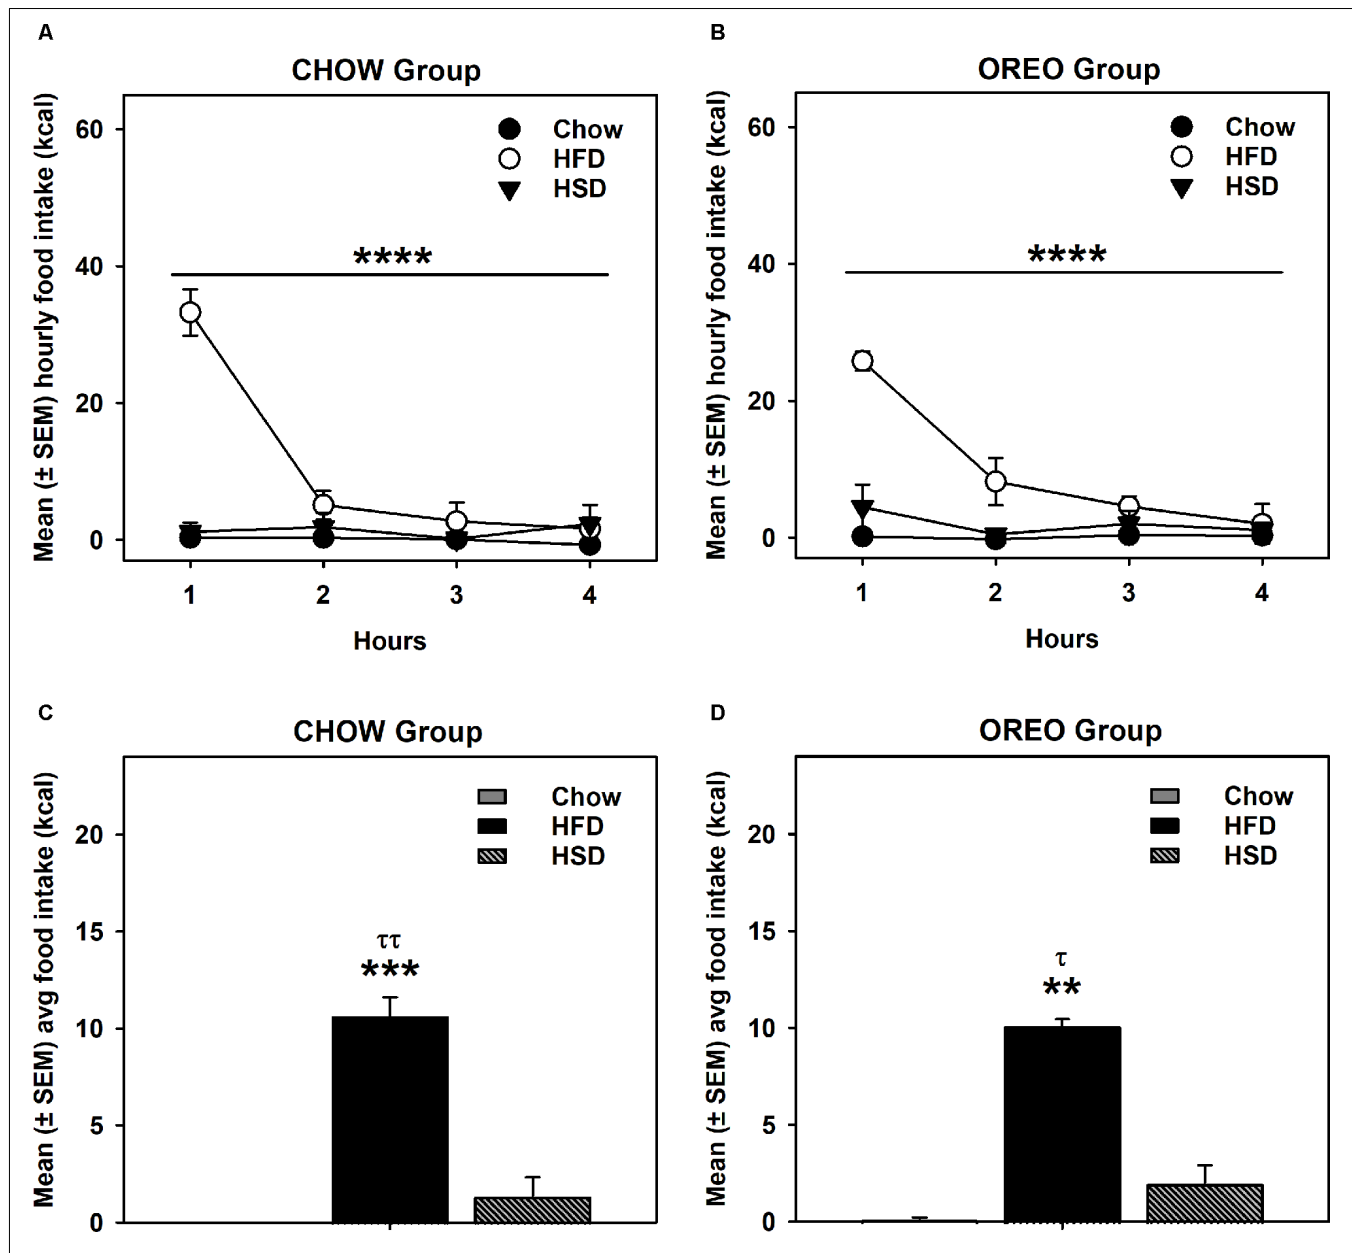 A
CHOW Group
Mean (± SEM) hourly food intake (kcal)
60
40
20
0
Chow
HFD
HSD
****
1 2 3 4
Hours
B
OREO Group
Mean (± SEM) hourly food intake (kcal)
60
40
20
0
Chow
HFD
HSD
****
1 2 3 4
Hours
C
CHOW Group
Mean (± SEM) avg food intake (kcal)
20
15
10
5
0
Chow
HFD
HSD
ττ
***
D
OREO Group
Mean (± SEM) avg food intake (kcal)
20
15
10
5
0
Chow
HFD
HSD
τ
**